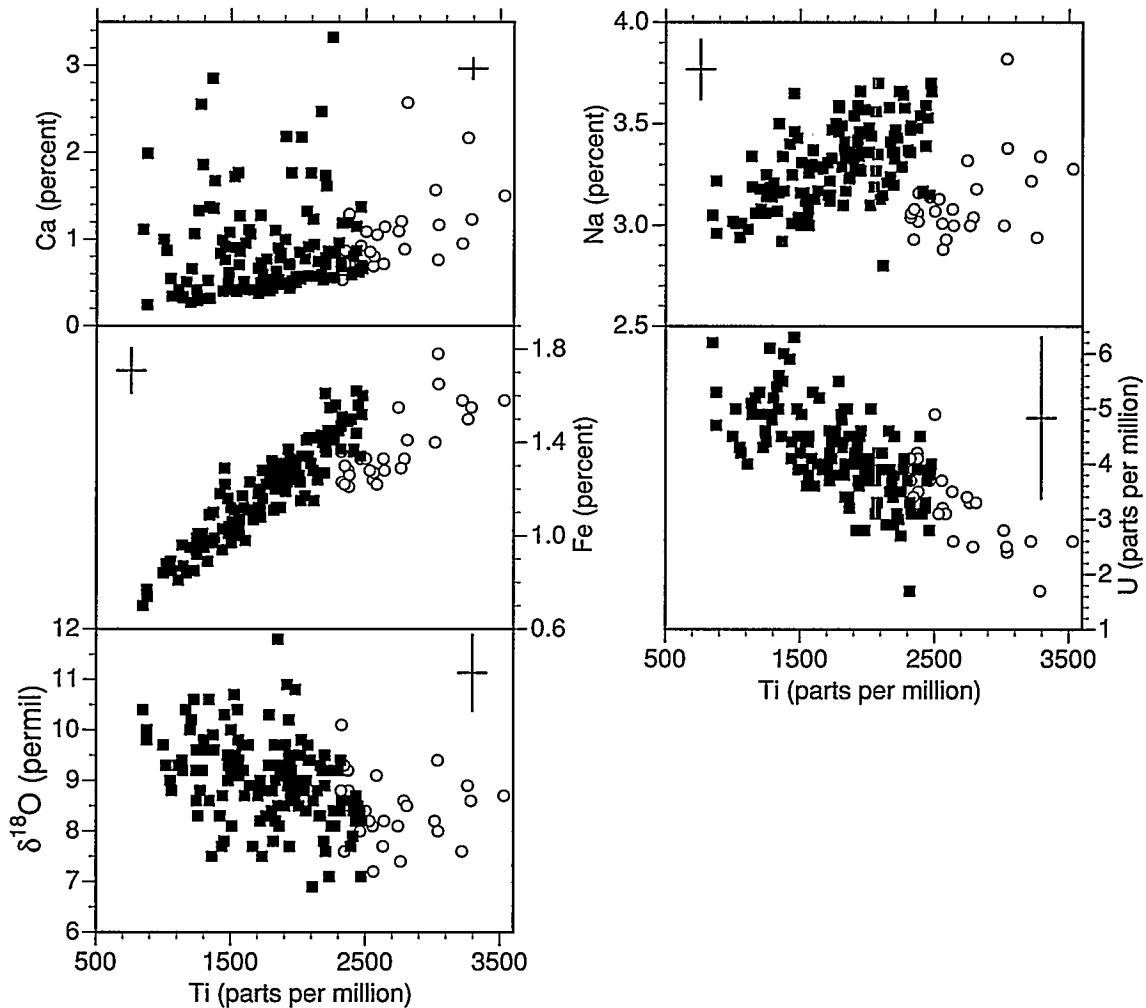 3
2
1
0
Ca (percent)
1.8
1.4
1.0
0.6
Fe (percent)
12
11
10
9
8
7
6
δ18O (permil)
500 1500 2500 3500
Ti (parts per million)
4.0
3.5
3.0
2.5
Na (percent)
6
5
4
3
2
1
U (parts per million)
500 1500 2500 3500
Ti (parts per million)